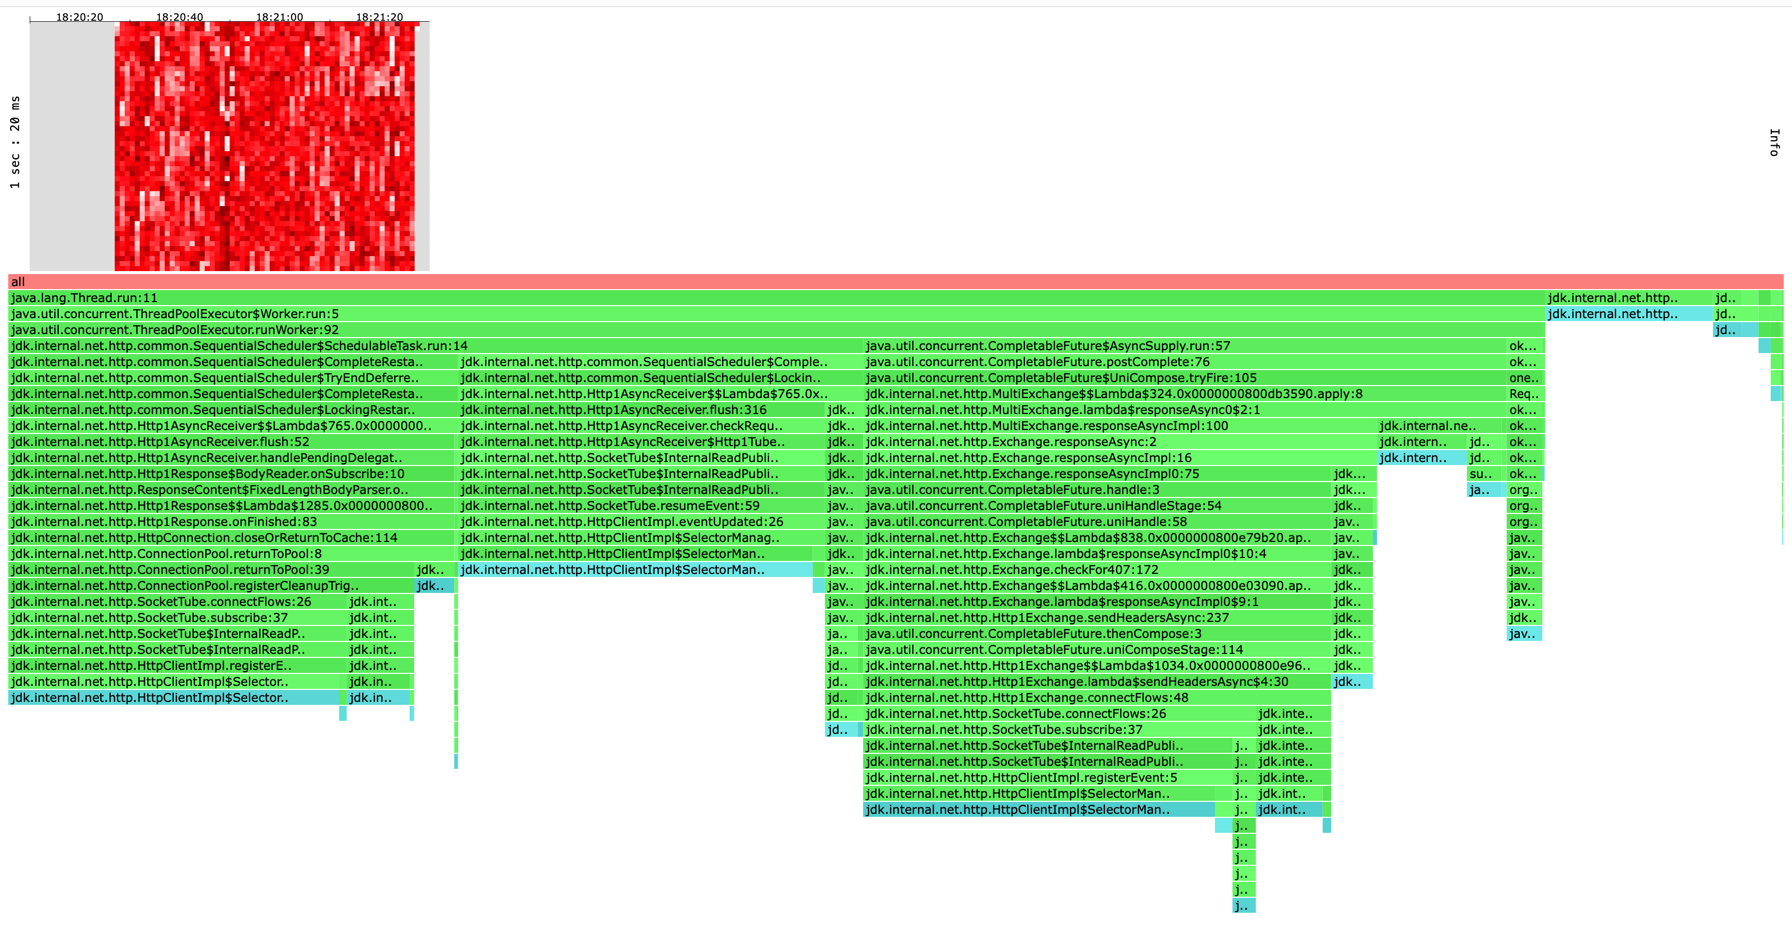 18:20:20 18:20:40 18:21:00 18:21:20
1 sec : 20 ms
Info
all
java.lang.Thread.run:11 jdk.internal.net.http.. jd..
java.util.concurrent.ThreadPoolExecutor$Worker.run:5 jdk.internal.net.http.. jd..
java.util.concurrent.ThreadPoolExecutor.runWorker:92 jd..
jdk.internal.net.http.common.SequentialScheduler$SchedulableTask.run:14 java.util.concurrent.CompletableFuture$AsyncSupply.run:57 ok...
jdk.internal.net.http.common.SequentialScheduler$CompleteResta.. jdk.internal.net.http.common.SequentialScheduler$Comple.. java.util.concurrent.CompletableFuture.postComplete:76 ok...
jdk.internal.net.http.common.SequentialScheduler$TryEndDeferre.. jdk.internal.net.http.common.SequentialScheduler$Lockin.. java.util.concurrent.CompletableFuture$UniCompose.tryFire:105 one..
jdk.internal.net.http.common.SequentialScheduler$CompleteResta.. jdk.internal.net.http.Http1AsyncReceiver$$Lambda$765.0x.. jdk.internal.net.http.MultiExchange$$Lambda$324.0x0000000800db3590.apply:8 Req..
jdk.internal.net.http.common.SequentialScheduler$LockingRestar.. jdk.internal.net.http.Http1AsyncReceiver.flush:316 jdk.. jdk.internal.net.http.MultiExchange.lambda$responseAsync0$2:1 ok...
jdk.internal.net.http.Http1AsyncReceiver$$Lambda$765.0x0000000.. jdk.internal.net.http.Http1AsyncReceiver.checkRequ.. jdk.. jdk.internal.net.http.MultiExchange.responseAsyncImpl:100 jdk.internal.ne.. ok...
jdk.internal.net.http.Http1AsyncReceiver.flush:52 jdk.internal.net.http.Http1AsyncReceiver$Http1Tube.. jdk.. jdk.internal.net.http.Exchange.responseAsync:2 jdk.intern.. jd.. ok...
jdk.internal.net.http.Http1AsyncReceiver.handlePendingDelegat.. jdk.internal.net.http.SocketTube$InternalReadPubli.. jdk.. jdk.internal.net.http.Exchange.responseAsyncImpl:16 jdk.intern.. jd.. ok...
jdk.internal.net.http.Http1Response$BodyReader.onSubscribe:10 jdk.internal.net.http.SocketTube$InternalReadPubli.. jdk.. jdk.internal.net.http.Exchange.responseAsyncImpl0:75 jdk... su.. ok...
jdk.internal.net.http.ResponseContent$FixedLengthBodyParser.o.. jdk.internal.net.http.SocketTube$InternalReadPubli.. jav.. java.util.concurrent.CompletableFuture.handle:3 jdk... ja.. org..
jdk.internal.net.http.Http1Response$$Lambda$1285.0x0000000800.. jdk.internal.net.http.SocketTube.resumeEvent:59 jav.. java.util.concurrent.CompletableFuture.uniHandleStage:54 jdk.. org..
jdk.internal.net.http.Http1Response.onFinished:83 jdk.internal.net.http.HttpClientImpl.eventUpdated:26 jav.. java.util.concurrent.CompletableFuture.uniHandle:58 jav.. org..
jdk.internal.net.http.HttpConnection.closeOrReturnToCache:114 jdk.internal.net.http.HttpClientImpl$SelectorManag.. jav.. jdk.internal.net.http.Exchange$$Lambda$838.0x0000000800e79b20.ap.. jav.. jav..
jdk.internal.net.http.ConnectionPool.returnToPool:8 jdk.internal.net.http.HttpClientImpl$SelectorMan.. jdk.. jdk.internal.net.http.Exchange.lambda$responseAsyncImpl0$10:4 jav.. jav..
jdk.internal.net.http.ConnectionPool.returnToPool:39 jdk.. jdk.internal.net.http.HttpClientImpl$SelectorMan.. jav.. jdk.internal.net.http.Exchange.checkFor407:172 jdk.. jav..
jdk.internal.net.http.ConnectionPool.registerCleanupTrig.. jdk.. jav.. jdk.internal.net.http.Exchange$$Lambda$416.0x0000000800e03090.ap.. jdk.. jav..
jdk.internal.net.http.SocketTube.connectFlows:26 jdk.int.. jav.. jdk.internal.net.http.Exchange.lambda$responseAsyncImpl0$9:1 jdk.. jav..
jdk.internal.net.http.SocketTube.subscribe:37 jdk.int.. jav.. jdk.internal.net.http.Http1Exchange.sendHeadersAsync:237 jdk.. jdk..
jdk.internal.net.http.SocketTube$InternalReadP.. jdk.int.. ja.. java.util.concurrent.CompletableFuture.thenCompose:3 jdk.. jav..
jdk.internal.net.http.SocketTube$InternalReadP.. jdk.int.. ja.. java.util.concurrent.CompletableFuture.uniComposeStage:114 jdk..
jdk.internal.net.http.HttpClientImpl.registerE.. jdk.int.. jd.. jdk.internal.net.http.Http1Exchange$$Lambda$1034.0x0000000800e96.. jdk..
jdk.internal.net.http.HttpClientImpl$Selector.. jdk.in.. jd.. jdk.internal.net.http.Http1Exchange.lambda$sendHeadersAsync$4:30 jdk..
jdk.internal.net.http.HttpClientImpl$Selector.. jdk.in.. jd.. jdk.internal.net.http.Http1Exchange.connectFlows:48
jd.. jdk.internal.net.http.SocketTube.connectFlows:26 jdk.inte..
jd.. jdk.internal.net.http.SocketTube.subscribe:37 jdk.inte..
jdk.internal.net.http.SocketTube$InternalReadPubli.. j.. jdk.inte..
jdk.internal.net.http.SocketTube$InternalReadPubli.. j.. jdk.inte..
jdk.internal.net.http.HttpClientImpl.registerEvent:5 j.. jdk.inte..
jdk.internal.net.http.HttpClientImpl$SelectorMan.. j.. jdk.int..
jdk.internal.net.http.HttpClientImpl$SelectorMan.. j.. jdk.int..
j..
j..
j..
j..
j..
j..